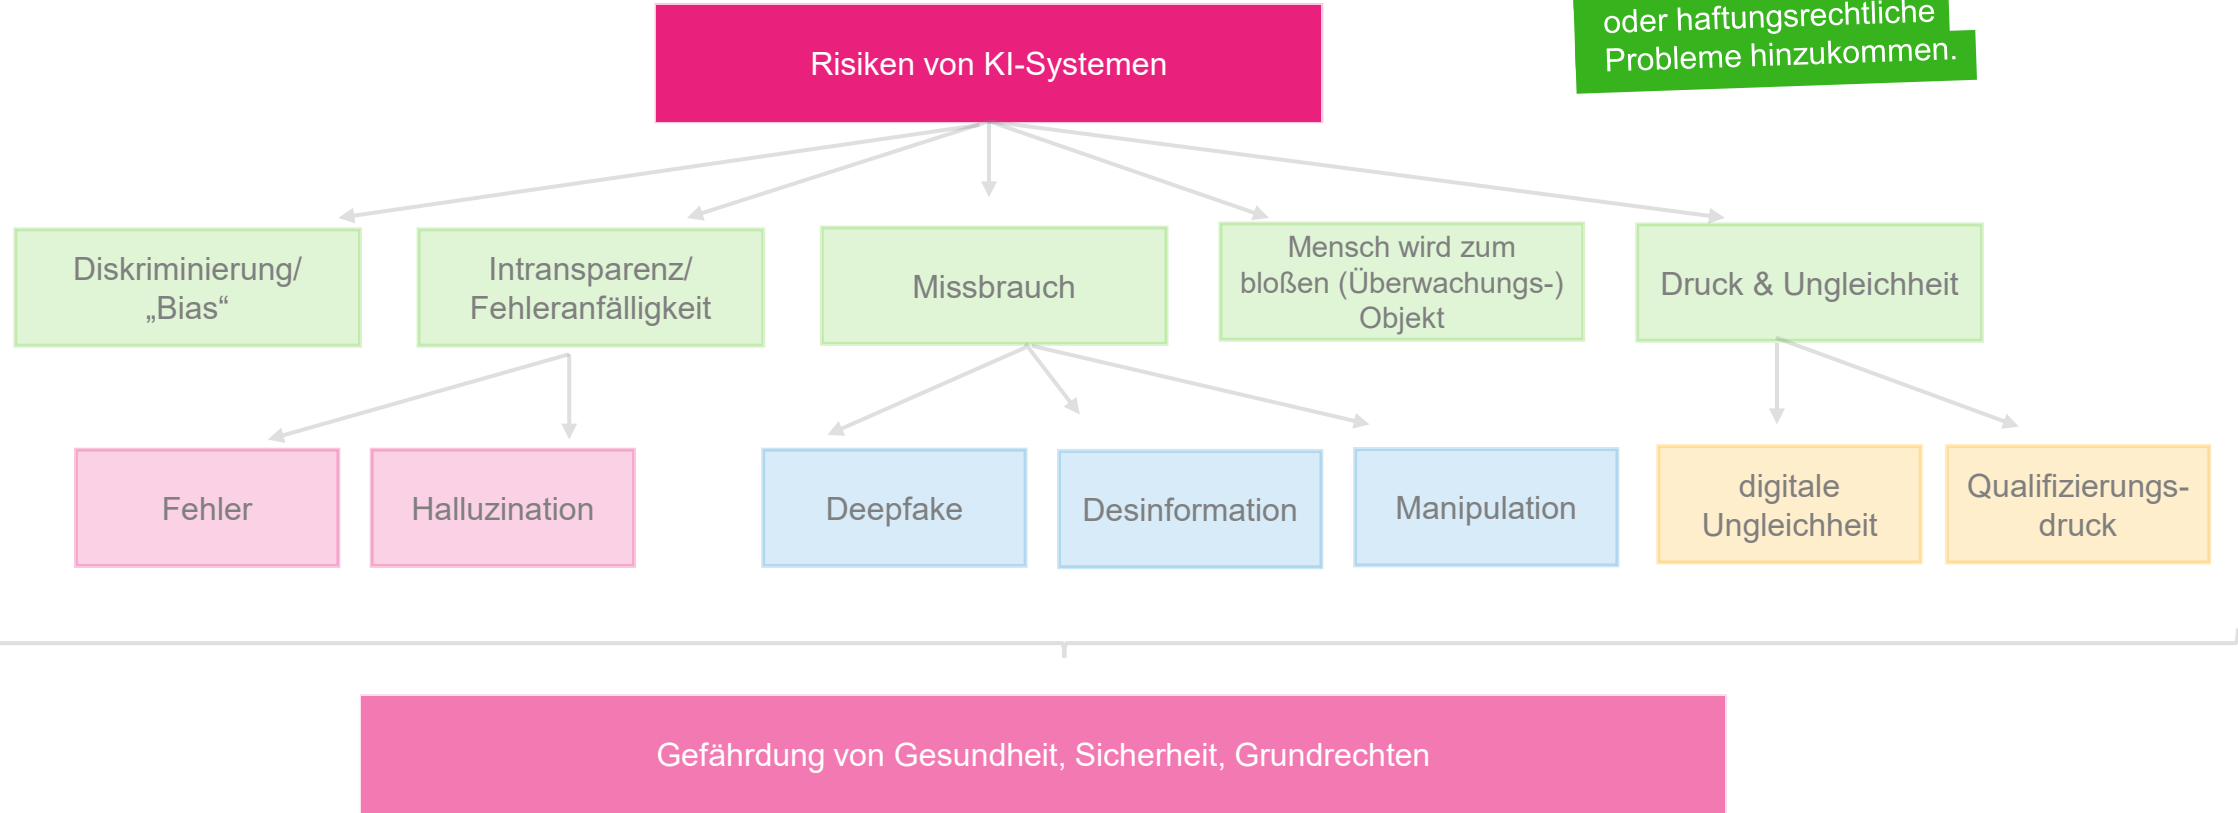 oder haftungsrechtliche
Probleme hinzukommen.
Risiken von KI-Systemen
Diskriminierung/
„Bias“
Intransparenz/
Fehleranfälligkeit
Missbrauch
Mensch wird zum
bloßen (Überwachungs-)
Objekt
Druck & Ungleichheit
Fehler
Halluzination
Deepfake
Desinformation
Manipulation
digitale
Ungleichheit
Qualifizierungs-
druck
Gefährdung von Gesundheit, Sicherheit, Grundrechten